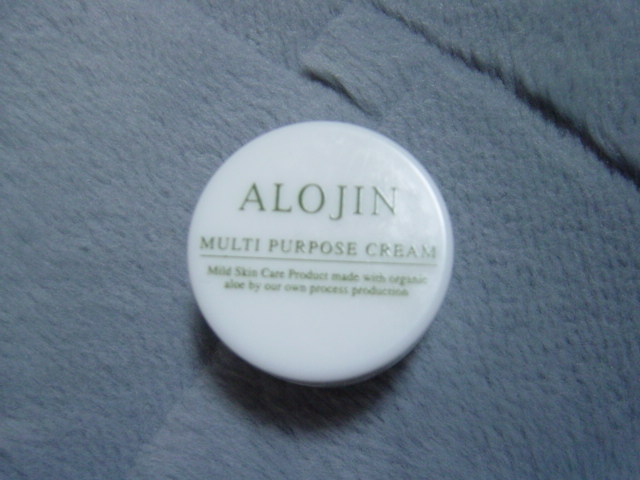 ALOJIN
MULTI PURPOSE CREAM
Mild Skin Care Product made with organic
aloe by our own process production.